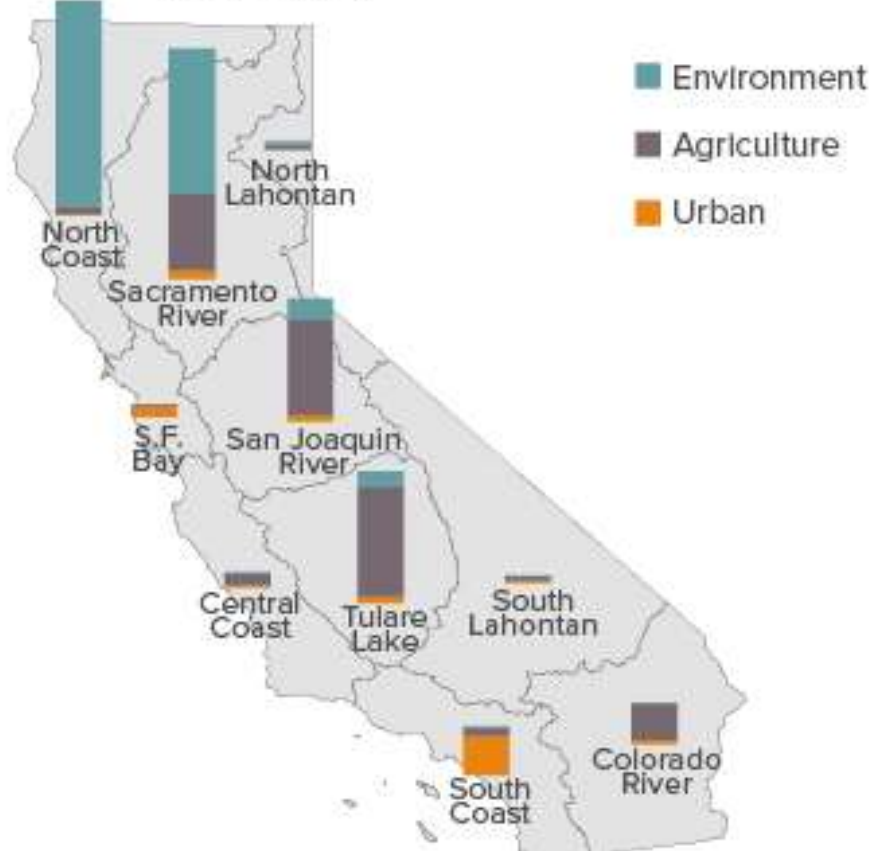 Environment
Agriculture
Urban
North
Lahontan
North
Coast
Sacramento
River
S.F.
Bay
San Joaquin
River
Central
Coast
Tulare
Lake
South
Lahontan
Colorado
River
South
Coast